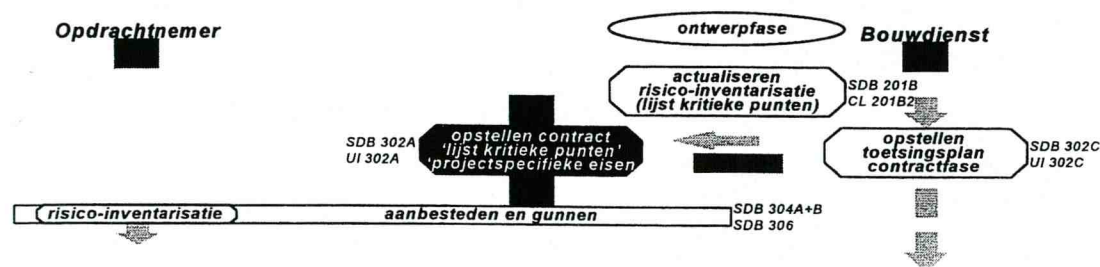 Opdrachtnemer
ontwerpfase
Bouwdienst
actualiseren
risico-inventarisatie
(lijst kritieke punten)
SDB 201B
CL 201B2
SDB 302A
UI 302A
opstellen contract
'lijst kritieke punten'
'projectspecifieke eisen
opstellen
toetsingsplan
contractfase
SDB 302C
UI 302C
risico-inventarisatie
aanbesteden en gunnen
SDB 304A+B
SDB 306